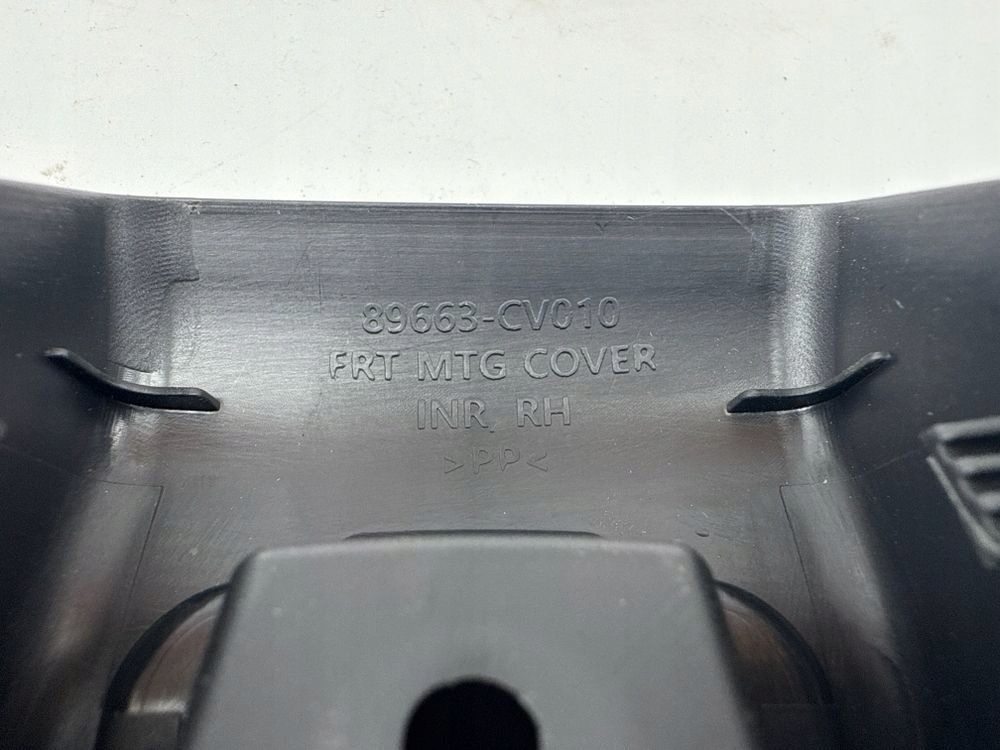 89663-CV010
FRT MTG COVER
INR, RH
>PP<